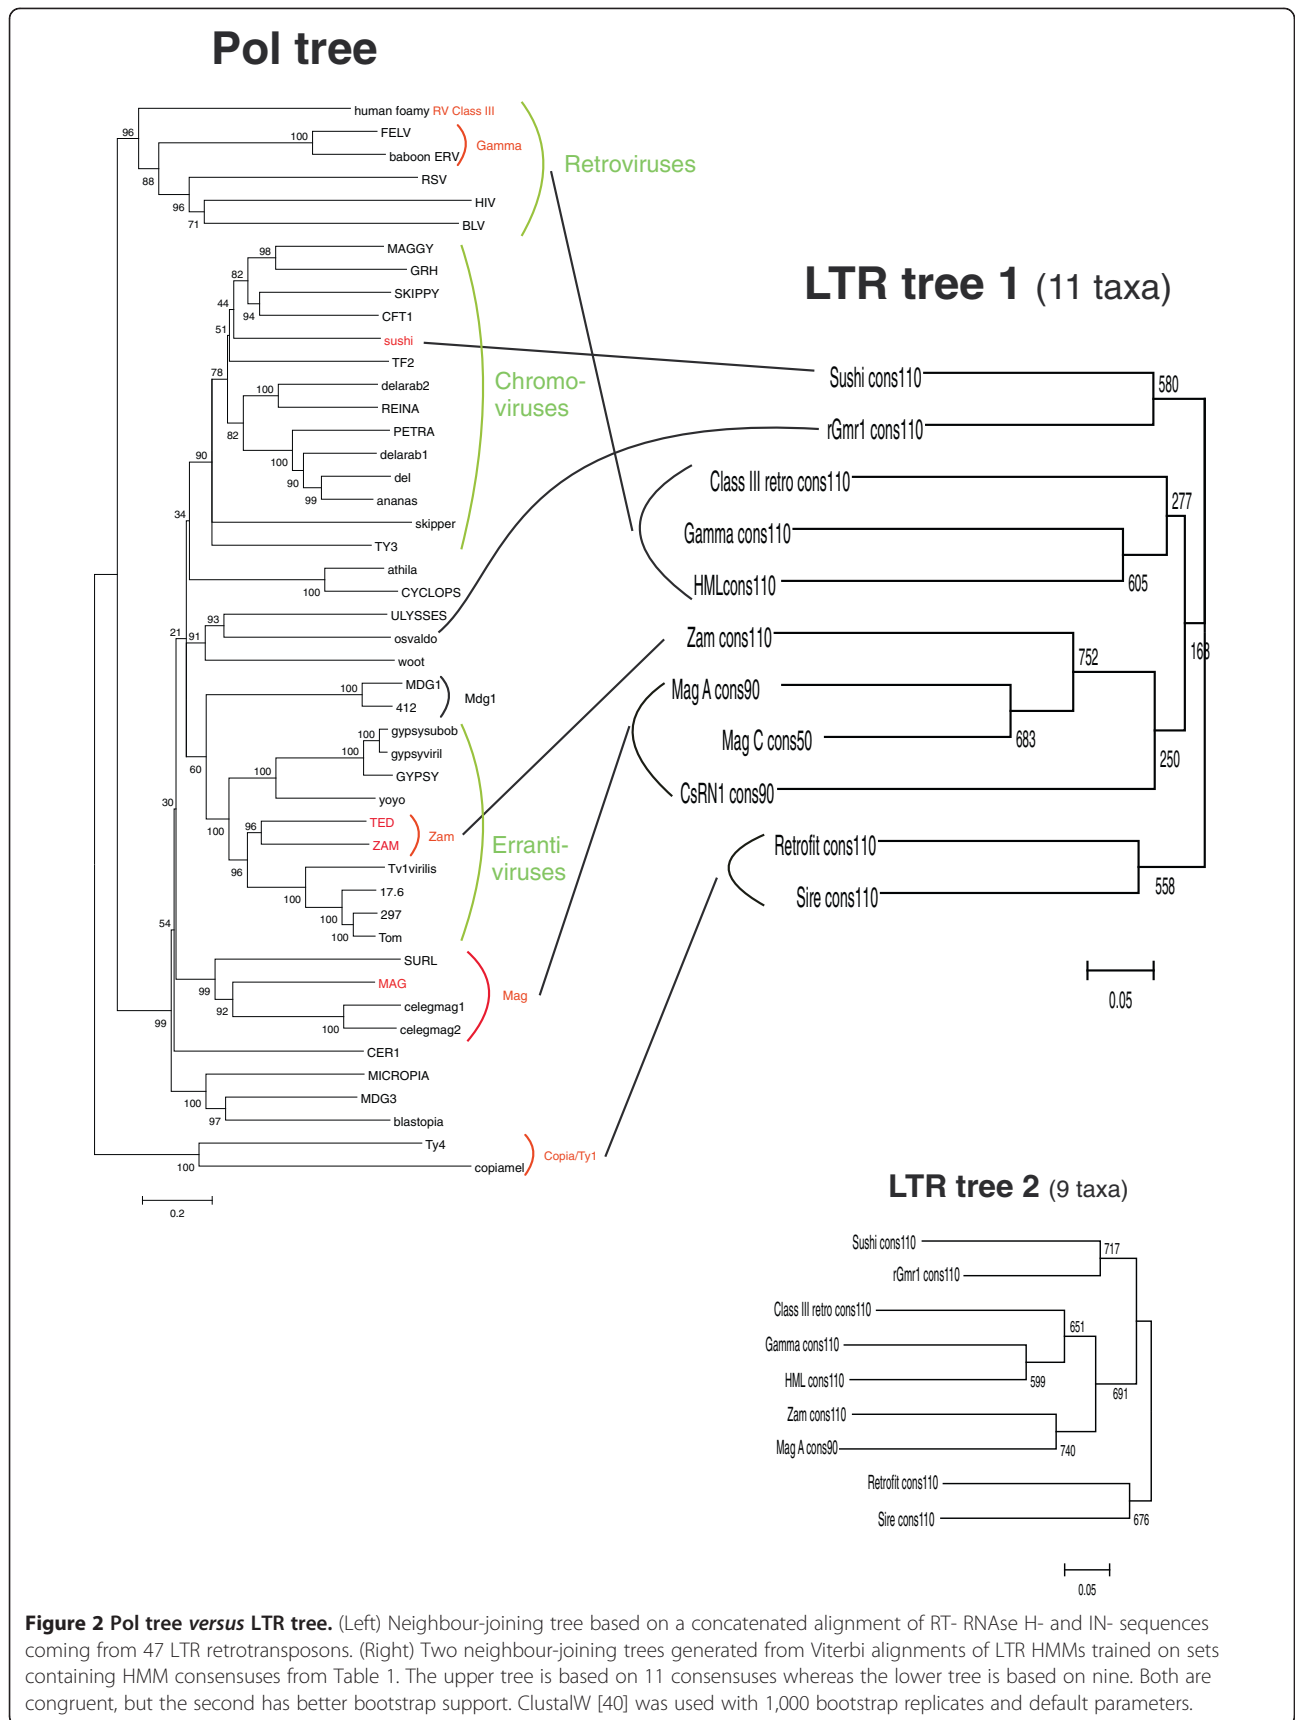 Pol tree
human foamy RV Class III
96
FELV
100
Gamma
baboon ERV
Retroviruses
88
RSV
96
HIV
71
BLV
MAGGY
98
GRH
82
SKIPPY
44
94
CFT1
51
sushi
TF2
78
delarab2
100
Chromo-
viruses
REINA
82
PETRA
100
delarab1
90
90
del
99
ananas
34
skipper
TY3
athila
100
CYCLOPS
ULYSSES
93
21
91
osvaldo
woot
MDG1
100
Mdg1
412
gypsysubob
100
100
gypsyviril
60
100
GYPSY
yoyo
30
100
TED
96
Zam
ZAM
Erranti-
viruses
96
Tv1virilis
100
17.6
100
297
54
100
Tom
SURL
99
MAG
Mag
92
celegmag1
100
celegmag2
99
CER1
MICROPIA
100
MDG3
97
blastopia
Ty4
Copia/Ty1
100
copiamel
0.2
LTR tree 1 (11 taxa)
Sushi cons110
580
rGmr1 cons110
Class III retro cons110
277
Gamma cons110
605
HMLcons110
Zam cons110
168
752
Mag A cons90
683
Mag C cons50
250
CsRN1 cons90
Retrofit cons110
558
Sire cons110
0.05
LTR tree 2 (9 taxa)
Sushi cons110
717
rGmr1 cons110
Class III retro cons110
651
Gamma cons110
599
HML cons110
691
Zam cons110
740
Mag A cons90
Retrofit cons110
676
Sire cons110
0.05
Figure 2 Pol tree versus LTR tree. (Left) Neighbour-joining tree based on a concatenated alignment of RT- RNAse H- and IN- sequences
coming from 47 LTR retrotransposons. (Right) Two neighbour-joining trees generated from Viterbi alignments of LTR HMMs trained on sets
containing HMM consensuses from Table 1. The upper tree is based on 11 consensuses whereas the lower tree is based on nine. Both are
congruent, but the second has better bootstrap support. ClustalW [40] was used with 1,000 bootstrap replicates and default parameters.